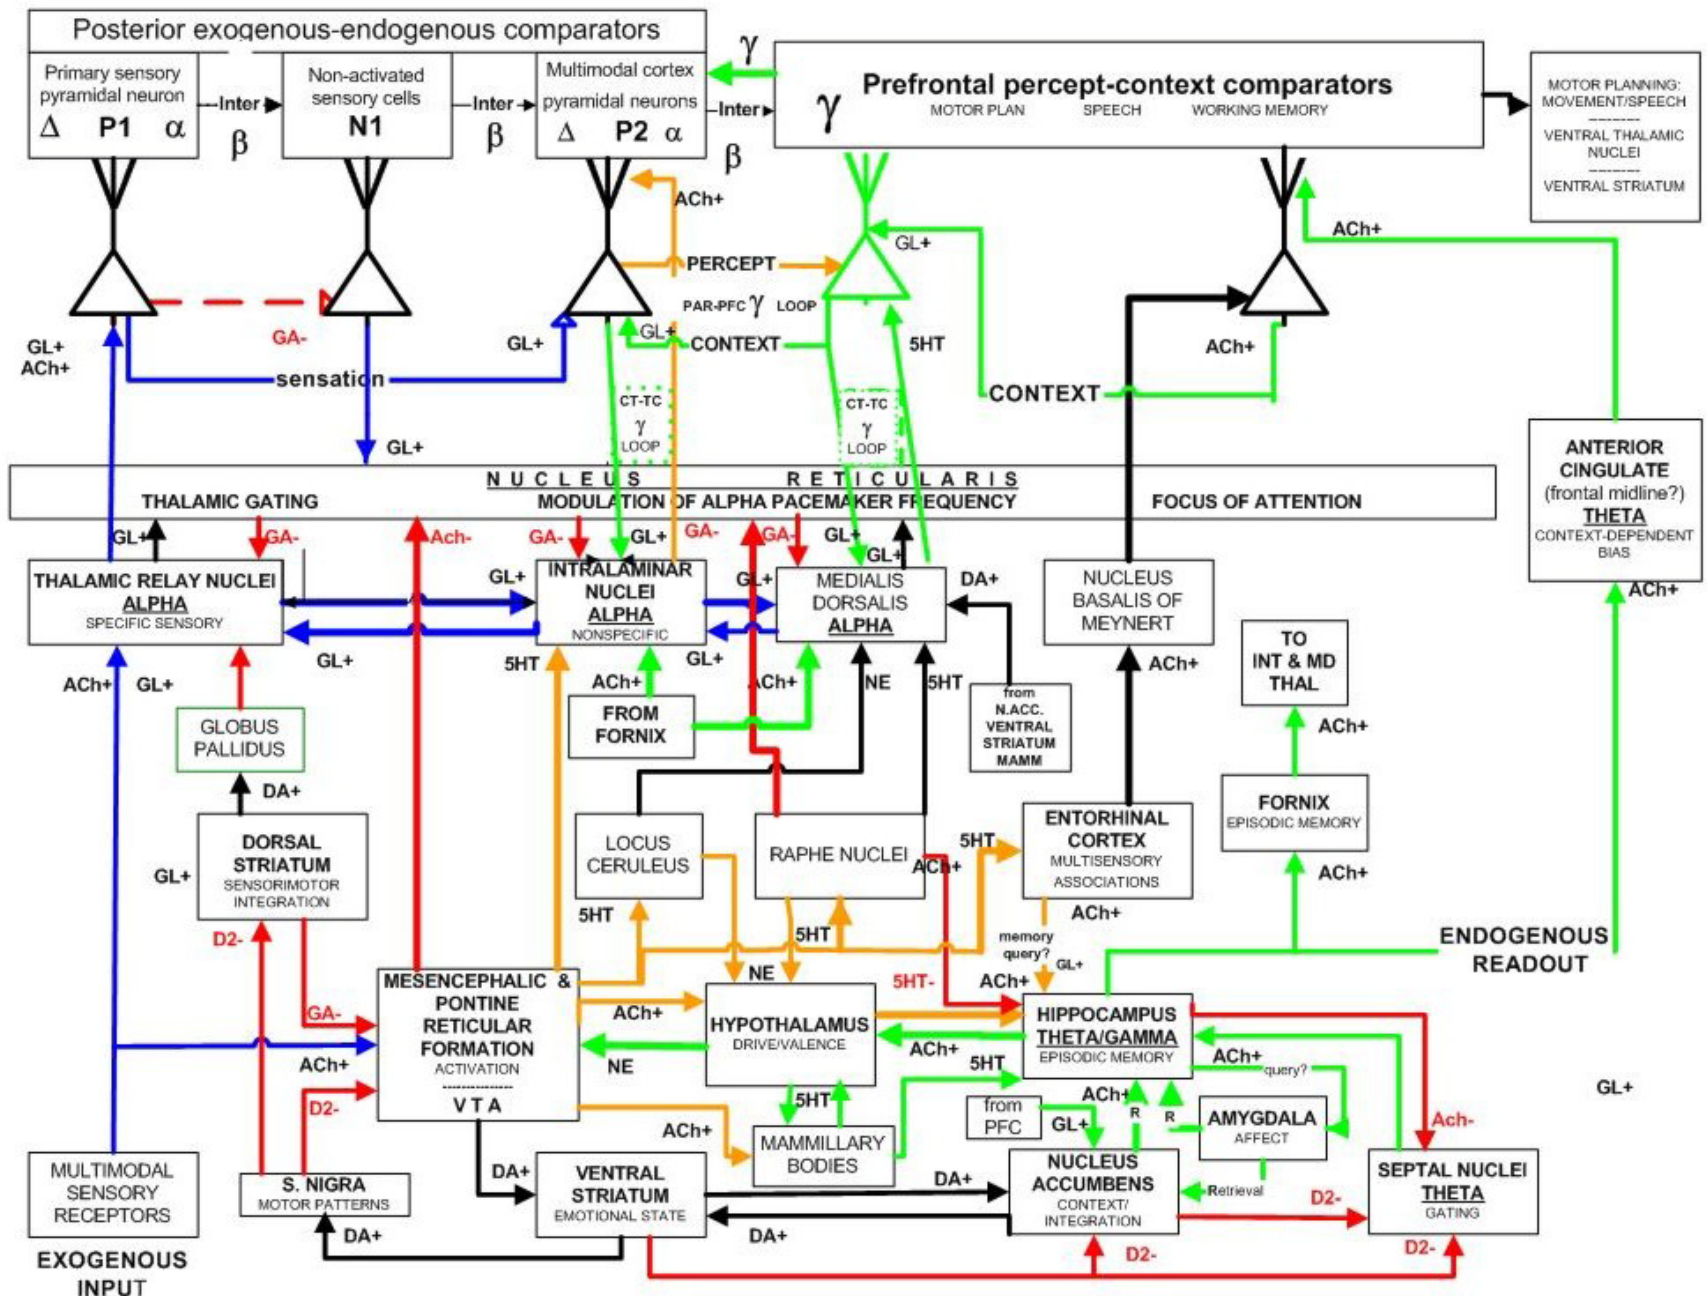 Posterior exogenous-endogenous comparators
Primary sensory
pyramidal neuron
Δ P1 α
Inter
β
Non-activated
sensory cells
N1
Inter
β
Multimodal cortex
pyramidal neurons
Δ P2 α
Inter
β
γ
Prefrontal percept-context comparators
γ
MOTOR PLAN SPEECH WORKING MEMORY
MOTOR PLANNING:
MOVEMENT/SPEECH
----------
VENTRAL THALAMIC
NUCLEI
----------
VENTRAL STRIATUM
ACh+
GL+
ACh+
PERCEPT
PAR-PFC γ LOOP
GL+
ACh+
GA-
GL+
GL+
CONTEXT
5HT
ACh+
sensation
CONTEXT
CT-TC
γ
LOOP
CT-TC
γ
LOOP
GL+
ANTERIOR
CINGULATE
(frontal midline?)
THETA
CONTEXT-DEPENDENT
BIAS
NUCLEUS RETICULARIS
THALAMIC GATING MODULATION OF ALPHA PACEMAKER FREQUENCY FOCUS OF ATTENTION
GL+
GA-
Ach-
GA-
GL+
GA-
GA-
GL+
GL+
THALAMIC RELAY NUCLEI
ALPHA
SPECIFIC SENSORY
GL+
INTRALAMINAR
NUCLEI
ALPHA
NONSPECIFIC
GL+
MEDIALIS
DORSALIS
ALPHA
DA+
NUCLEUS
BASALIS OF
MEYNERT
ACh+
TO
INT & MD
THAL
GL+
5HT
GL+
ACh+
GL+
ACh+
ACh+
NE
5HT
ACh+
from
N.ACC.
VENTRAL
STRIATUM
MAMM
GLOBUS
PALLIDUS
FROM
FORNIX
ACh+
DA+
FORNIX
EPISODIC MEMORY
DORSAL
STRIATUM
SENSORIMOTOR
INTEGRATION
GL+
LOCUS
CERULEUS
RAPHE NUCLEI
5HT
ACh+
ENTORHINAL
CORTEX
MULTISENSORY
ASSOCIATIONS
ACh+
D2-
5HT
5HT
ACh+
memory
query?
GL+
ENDOGENOUS
READOUT
MESENCEPHALIC &
PONTINE
RETICULAR
FORMATION
ACTIVATION
---------------
VTA
NE
5HT-
ACh+
GA-
ACh+
HYPOTHALAMUS
DRIVE/VALENCE
HIPPOCAMPUS
THETA/GAMMA
EPISODIC MEMORY
ACh+
NE
ACh+
5HT
ACh+
query?
GL+
D2-
5HT
ACh+
R
R
from
PFC
GL+
AMYGDALA
AFFECT
Ach-
ACh+
MAMMILLARY
BODIES
MULTIMODAL
SENSORY
RECEPTORS
S. NIGRA
MOTOR PATTERNS
DA+
VENTRAL
STRIATUM
EMOTIONAL STATE
DA+
NUCLEUS
ACCUMBENS
CONTEXT/
INTEGRATION
Retrieval
D2-
SEPTAL NUCLEI
THETA
GATING
DA+
DA+
D2-
D2-
EXOGENOUS
INPUT